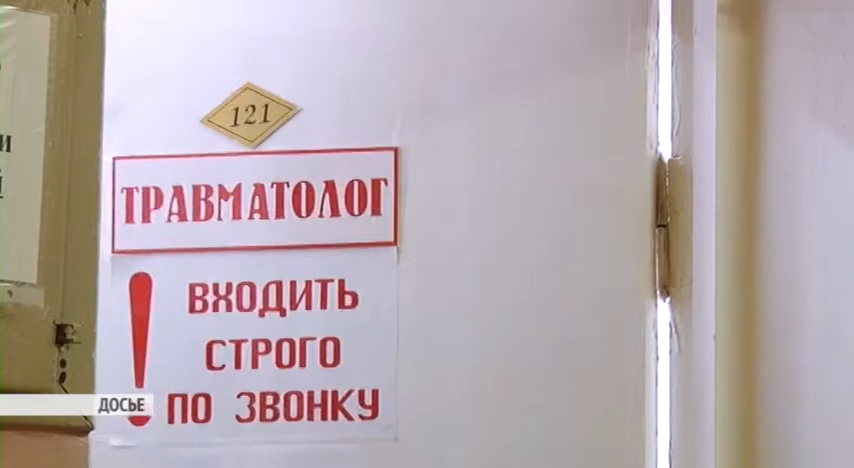 121
ТРАВМАТОЛОГ
ВХОДИТЬ
СТРОГО
ПО ЗВОНКУ
ДОСЬЕ